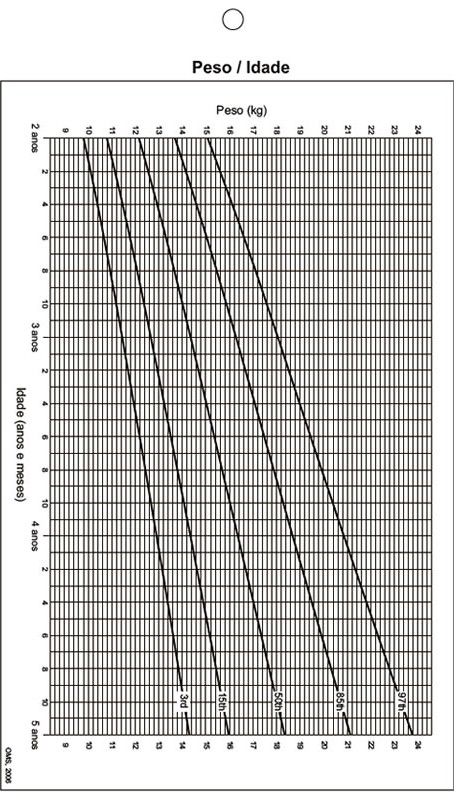 Peso / Idade
Peso (kg)
9 10 11 12 13 14 15 16 17 18 19 20 21 22 23 24
2 anos
2
4
6
8
10
3 anos
2
4
6
8
10
4 anos
2
4
6
8
10
5 anos
Idade (anos e meses)
3rd
15th
50th
85th
97th
9 10 11 12 13 14 15 16 17 18 19 20 21 22 23 24
OMS, 2006